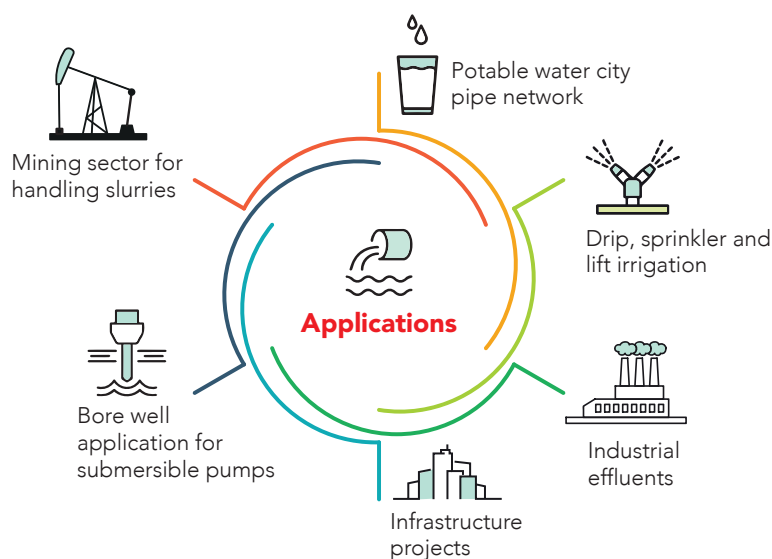 Potable water city
pipe network
Mining sector for
handling slurries
Drip, sprinkler and
lift irrigation
Applications
Bore well
application for
submersible pumps
Industrial
effluents
Infrastructure
projects